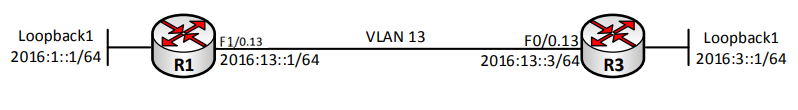 Loopback1
2016:1::1/64
R1
F1/0.13
2016:13::1/64
VLAN 13
F0/0.13
2016:13::3/64
R3
Loopback1
2016:3::1/64